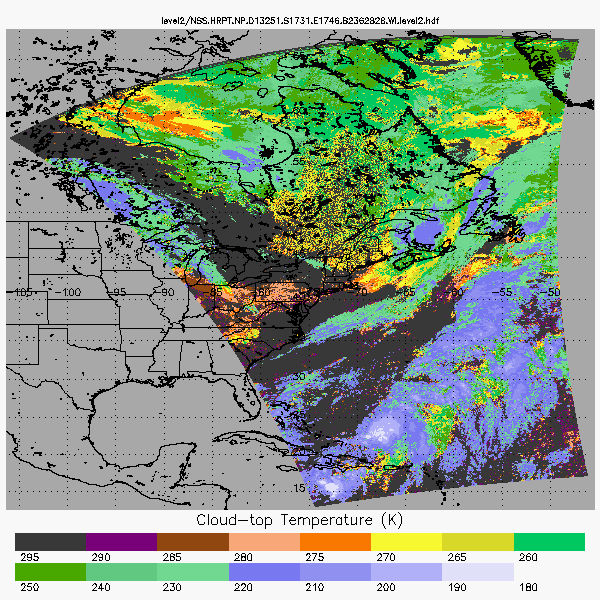 level2/NSS.HRPT.NP.D13251.S1731.E1746.B2362828.WI.level2.hdf
55
-105 -100 -95 -90 -65 -55 -50
30
15
Cloud-top Temperature (K)
295 290 285 280 275 270 265 260
250 240 230 220 210 200 190 180